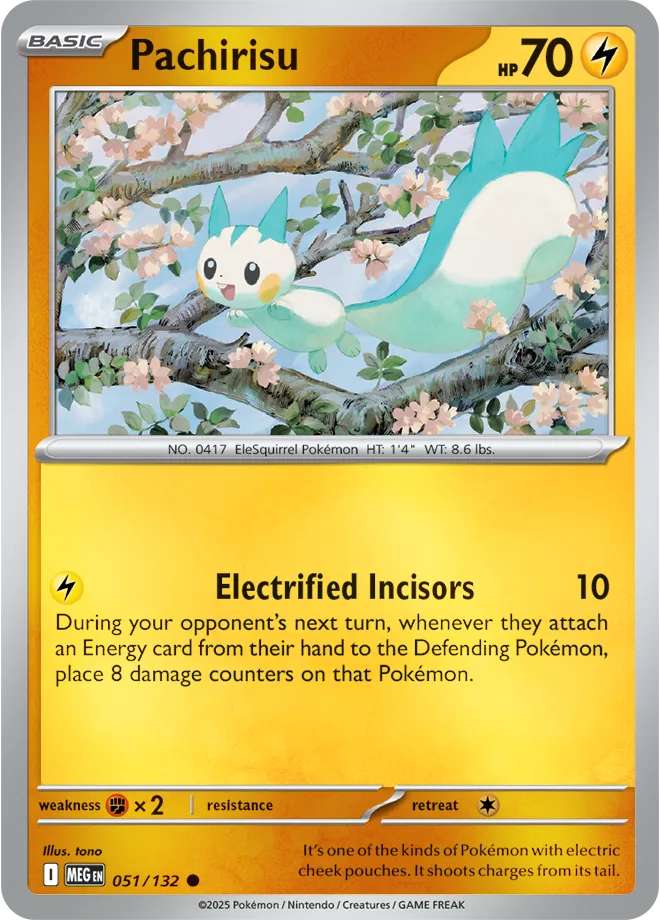 BASIC Pachirisu HP 70
NO. 0417 EleSquirrel Pokémon HT: 1'4" WT: 8.6 lbs.
Electrified Incisors 10
During your opponent's next turn, whenever they attach
an Energy card from their hand to the Defending Pokémon,
place 8 damage counters on that Pokémon.
weakness ×2 resistance retreat
Illus. tono
It's one of the kinds of Pokémon with electric
cheek pouches. It shoots charges from its tail.
I MEG EN 051/132
©2025 Pokémon / Nintendo / Creatures / GAME FREAK